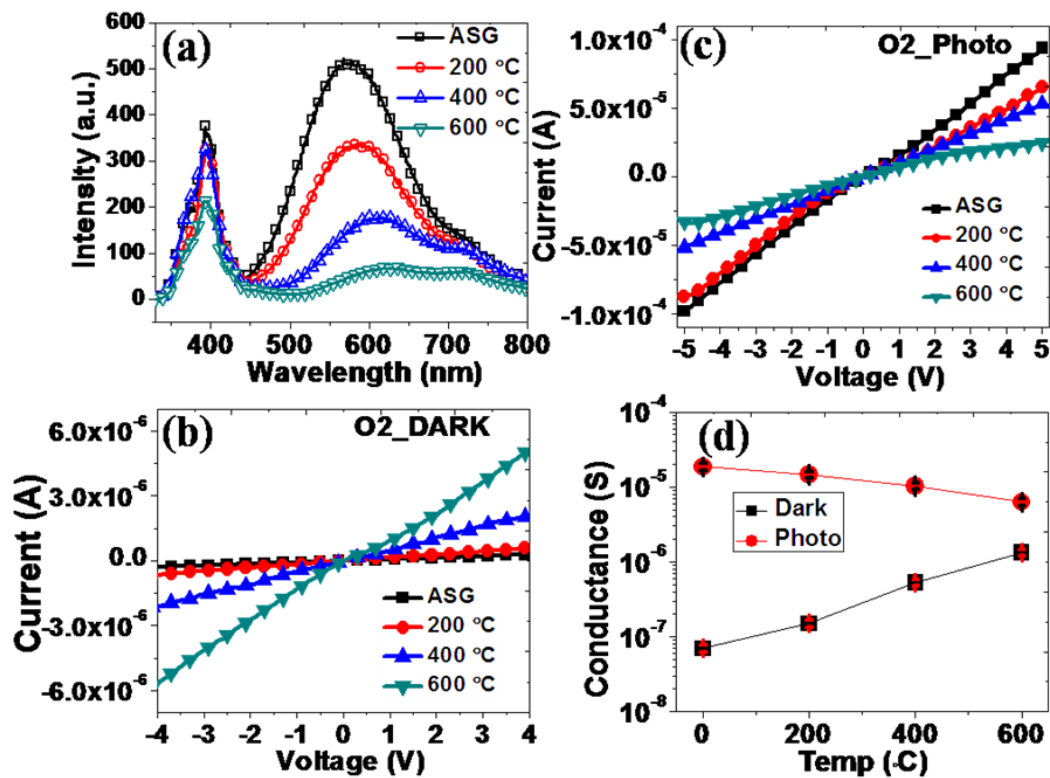 (a)
600
500
400
300
200
100
0
Intensity (a.u.)
400 500 600 700 800
Wavelength (nm)
ASG
200 °C
400 °C
600 °C
(c)
O2_Photo
1.0x10-4
5.0x10-5
0.0
-5.0x10-5
-1.0x10-4
Current (A)
-5 -4 -3 -2 -1 0 1 2 3 4 5
Voltage (V)
ASG
200 °C
400 °C
600 °C
(b)
O2_DARK
6.0x10-6
3.0x10-6
0.0
-3.0x10-6
-6.0x10-6
Current (A)
-4 -3 -2 -1 0 1 2 3 4
Voltage (V)
ASG
200 °C
400 °C
600 °C
(d)
10-4
10-5
10-6
10-7
10-8
Conductance (S)
Dark
Photo
0 200 400 600
Temp (·C)